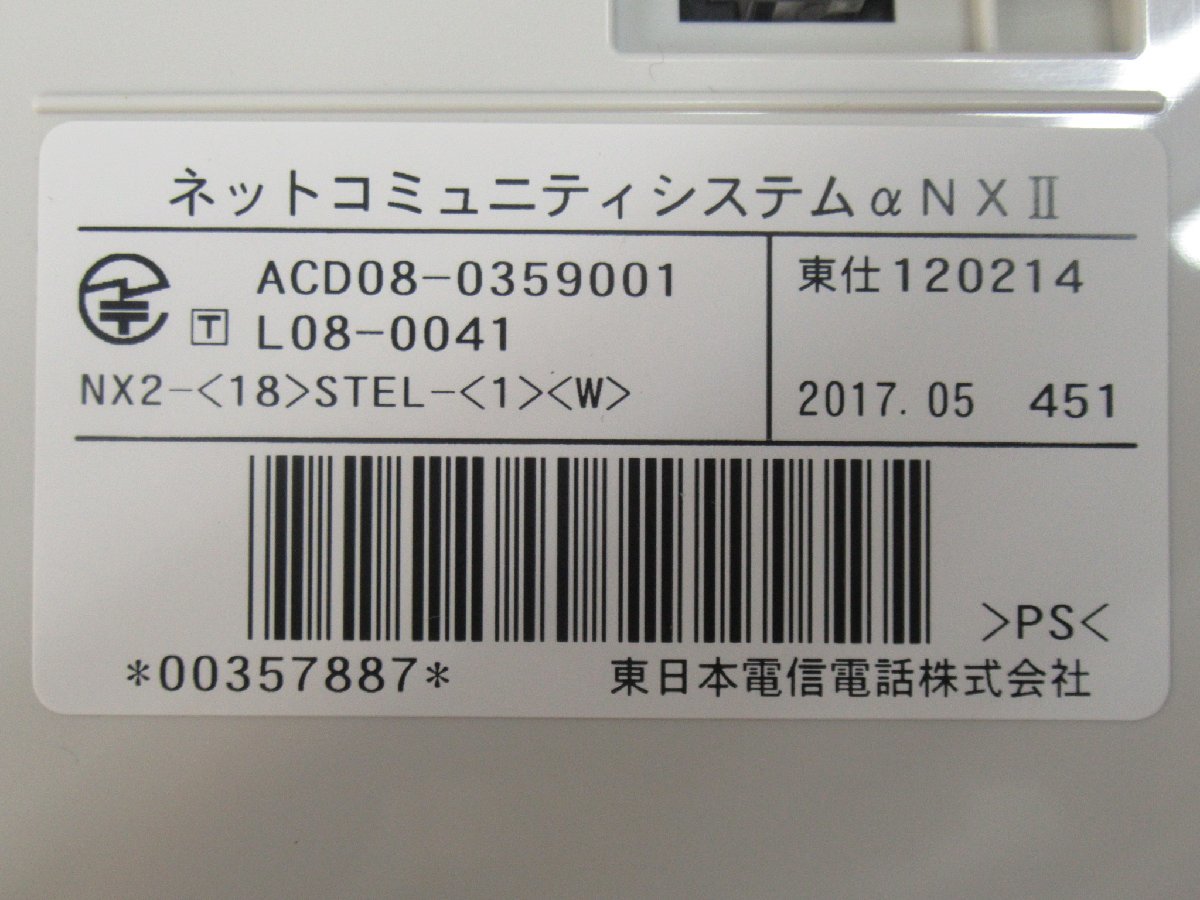 ネットコミュニティシステムαNXⅡ
ACD08-0359001
T L08-0041
NX2-<18>STEL-<1><W>
東仕120214
2017.05 451
>PS<
*00357887*
東日本電信電話株式会社